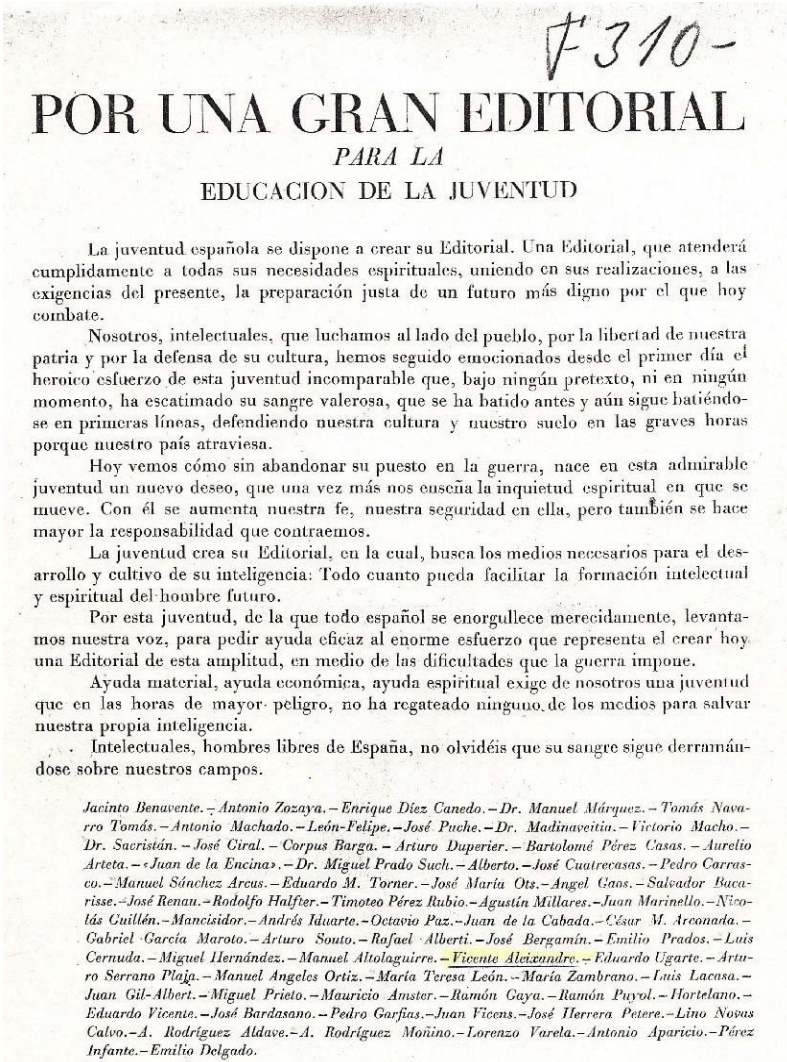 F 310-
POR UNA GRAN EDITORIAL
PARA LA
EDUCACION DE LA JUVENTUD
La juventud española se dispone a crear su Editorial. Una Editorial, que atenderá
cumplidamente a todas sus necesidades espirituales, uniendo en sus realizaciones, a las
exigencias del presente, la preparación justa de un futuro más digno por el que hoy
combate.
Nosotros, intelectuales, que luchamos al lado del pueblo, por la libertad de nuestra
patria y por la defensa de su cultura, hemos seguido emocionados desde el primer día el
heroico esfuerzo de esta juventud incomparable que, bajo ningún pretexto, ni en ningún
momento, ha escatimado su sangre valerosa, que se ha batido antes y aún sigue batiéndo-
se en primeras líneas, defendiendo nuestra cultura y nuestro suelo en las graves horas
porque nuestro país atraviesa.
Hoy vemos cómo sin abandonar su puesto en la guerra, nace en esta admirable
juventud un nuevo deseo, que una vez más nos enseña la inquietud espiritual en que se
mueve. Con él se aumenta nuestra fe, nuestra seguridad en ella, pero también se hace
mayor la responsabilidad que contraemos.
La juventud crea su Editorial, en la cual, busca los medios necesarios para el des-
arrollo y cultivo de su inteligencia: Todo cuanto pueda facilitar la formación intelectual
y espiritual del hombre futuro.
Por esta juventud, de la que todo español se enorgullece merecidamente, levanta-
mos nuestra voz, para pedir ayuda eficaz al enorme esfuerzo que representa el crear hoy
una Editorial de esta amplitud, en medio de las dificultades que la guerra impone.
Ayuda material, ayuda económica, ayuda espiritual exige de nosotros una juventud
que en las horas de mayor peligro, no ha regateado ninguno de los medios para salvar
nuestra propia inteligencia.
Intelectuales, hombres libres de España, no olvidéis que su sangre sigue derramán-
dose sobre nuestros campos.
Jacinto Benavente.–Antonio Zozaya.–Enrique Díez Canedo.–Dr. Manuel Márquez.–Tomás Nava-
rro Tomás.–Antonio Machado.–León-Felipe.–José Puche.–Dr. Madinaveitia.–Victorio Macho.–
Dr. Sacristán.–José Giral.–Corpus Barga.–Arturo Duperier.–Bartolomé Pérez Casas.–Aurelio
Arteta.–«Juan de la Encina».–Dr. Miguel Prado Such.–Alberto.–José Cuatrecasas.–Pedro Carras-
co.–Manuel Sánchez Arcus.–Eduardo M. Torner.–José María Ots.–Angel Gaos.–Salvador Baca-
risse.–José Renau.–Rodolfo Halfter.–Timoteo Pérez Rubio.–Agustín Millares.–Juan Marinello.–Nico-
lás Guillén.–Mancisidor.–Andrés Iduarte.–Octavio Paz.–Juan de la Cabada.–César M. Arconada.–
Gabriel García Maroto.–Arturo Souto.–Rafael Alberti.–José Bergamín.–Emilio Prados.–Luis
Cernuda.–Miguel Hernández.–Manuel Altolaguirre.–Vicente Aleixandre.–Eduardo Ugarte.–Artu-
ro Serrano Plaja.–Manuel Angeles Ortiz.–María Teresa León.–María Zambrano.–Luis Lacasa.–
Juan Gil-Albert.–Miguel Prieto.–Mauricio Amster.–Ramón Gaya.–Ramón Puyol.–Hortelano.–
Eduardo Vicente.–José Bardasano.–Pedro Garfias.–Juan Vicens.–José Herrera Petere.–Lino Novas
Calvo.–A. Rodríguez Aldave.–A. Rodríguez Moñino.–Lorenzo Varela.–Antonio Aparicio.–Pérez
Infante.–Emilio Delgado.